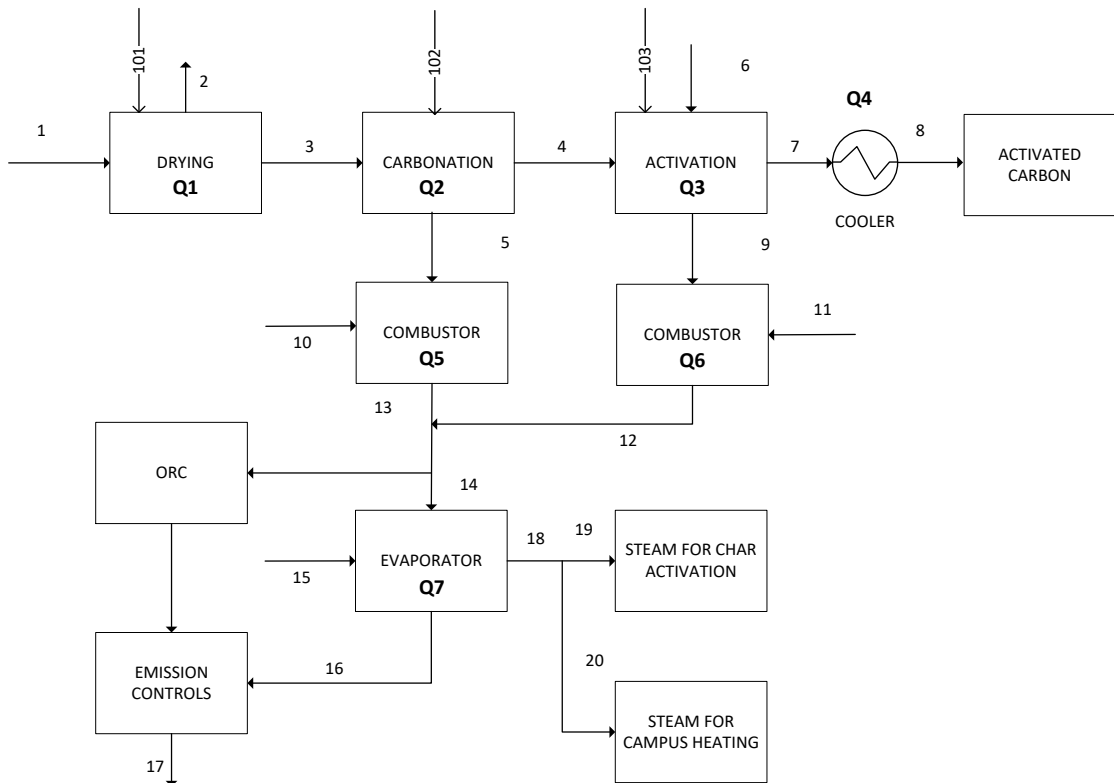 101
102
103
2
6
Q4
1
3
4
7
8
DRYING
Q1
CARBONATION
Q2
ACTIVATION
Q3
ACTIVATED
CARBON
COOLER
5
9
10
COMBUSTOR
Q5
COMBUSTOR
Q6
11
13
12
ORC
14
15
EVAPORATOR
Q7
18
19
STEAM FOR CHAR
ACTIVATION
20
EMISSION
CONTROLS
16
STEAM FOR
CAMPUS HEATING
17